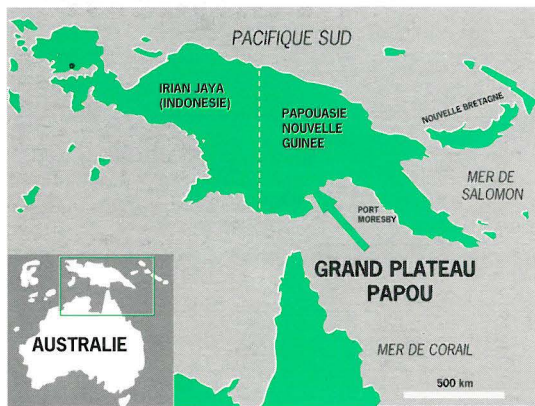 PACIFIQUE SUD
IRIAN JAYA
(INDONESIE)
PAPOUASIE
NOUVELLE
GUINEE
NOUVELLE BRETAGNE
MER DE
SALOMON
PORT
MORESBY
GRAND PLATEAU
PAPOU
AUSTRALIE
MER DE CORAIL
500 km